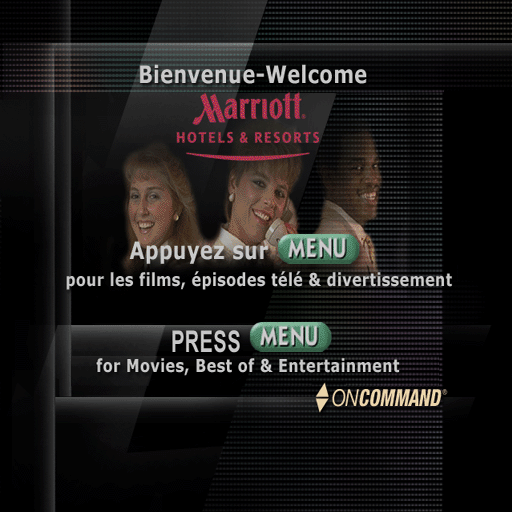 Bienvenue-Welcome
Marriott®
HOTELS & RESORTS
Appuyez sur MENU
pour les films, épisodes télé & divertissement
PRESS MENU
for Movies, Best of & Entertainment
ONCOMMAND®